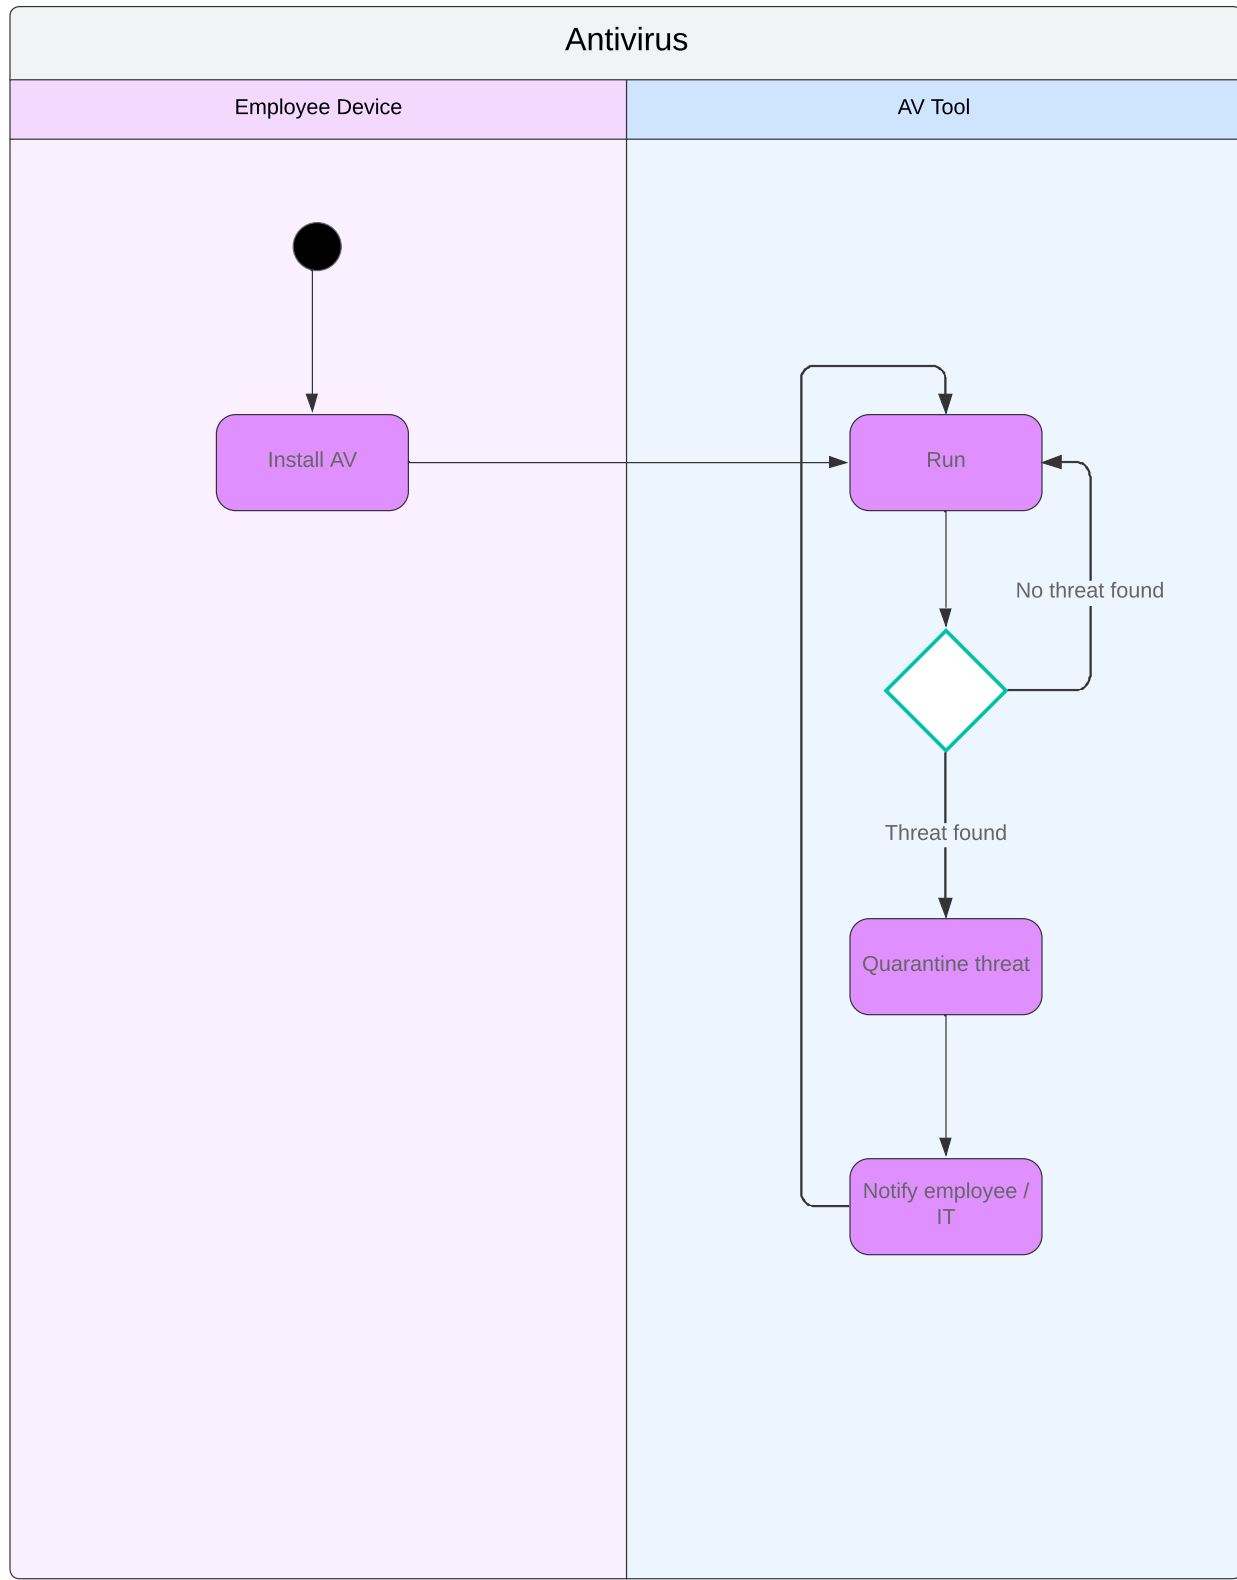 Antivirus
Employee Device
AV Tool
Install AV
Run
No threat found
Threat found
Quarantine threat
Notify employee /
IT